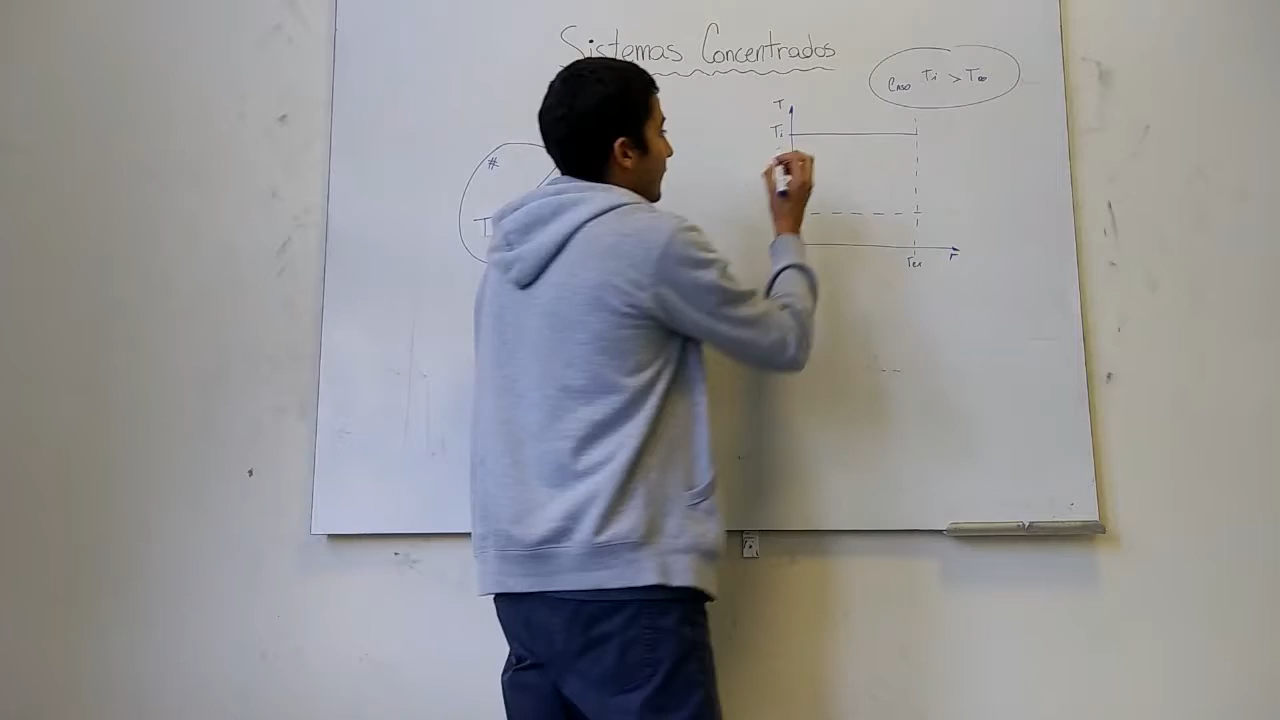 Sistemas Concentrados
Caso Ti > T∞
T
Ti
#
T
r